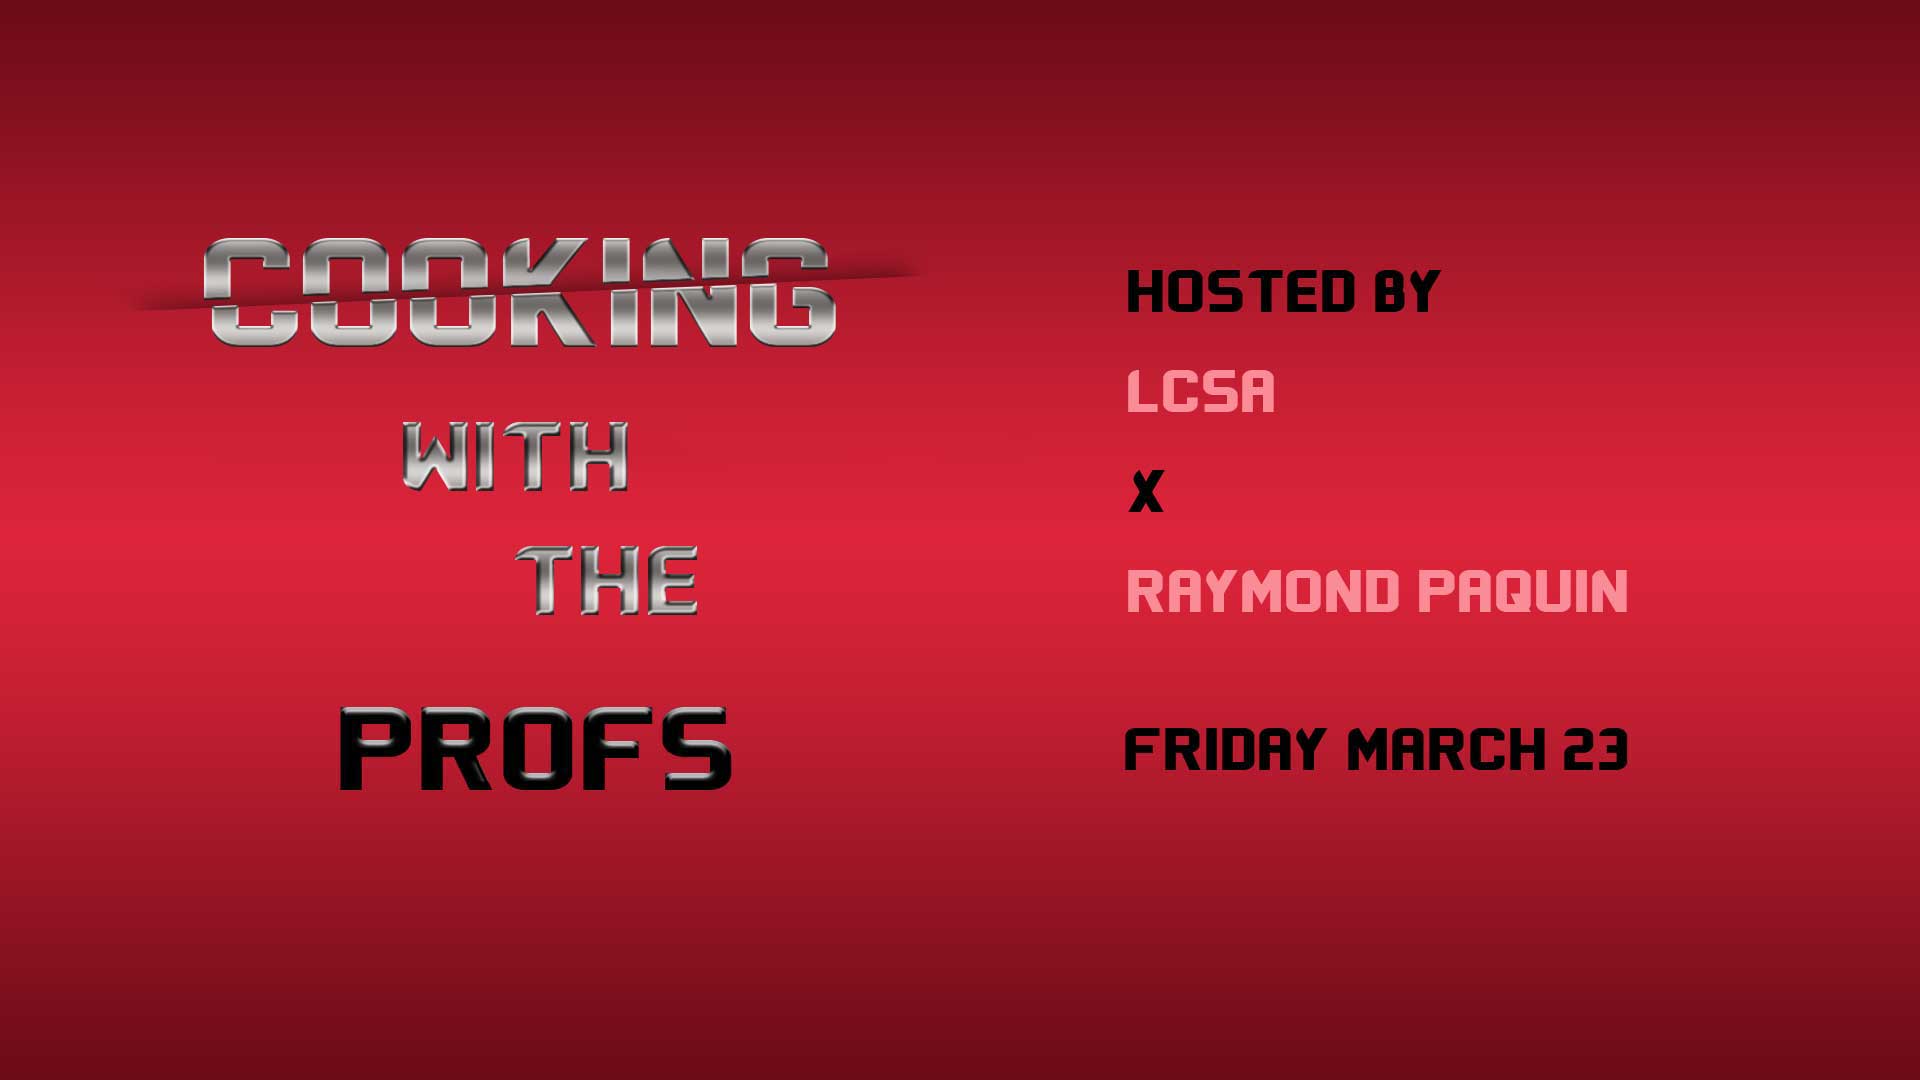 COOKING
WITH
THE
PROFS
HOSTED BY
LCSA
X
RAYMOND PAQUIN
FRIDAY MARCH 23